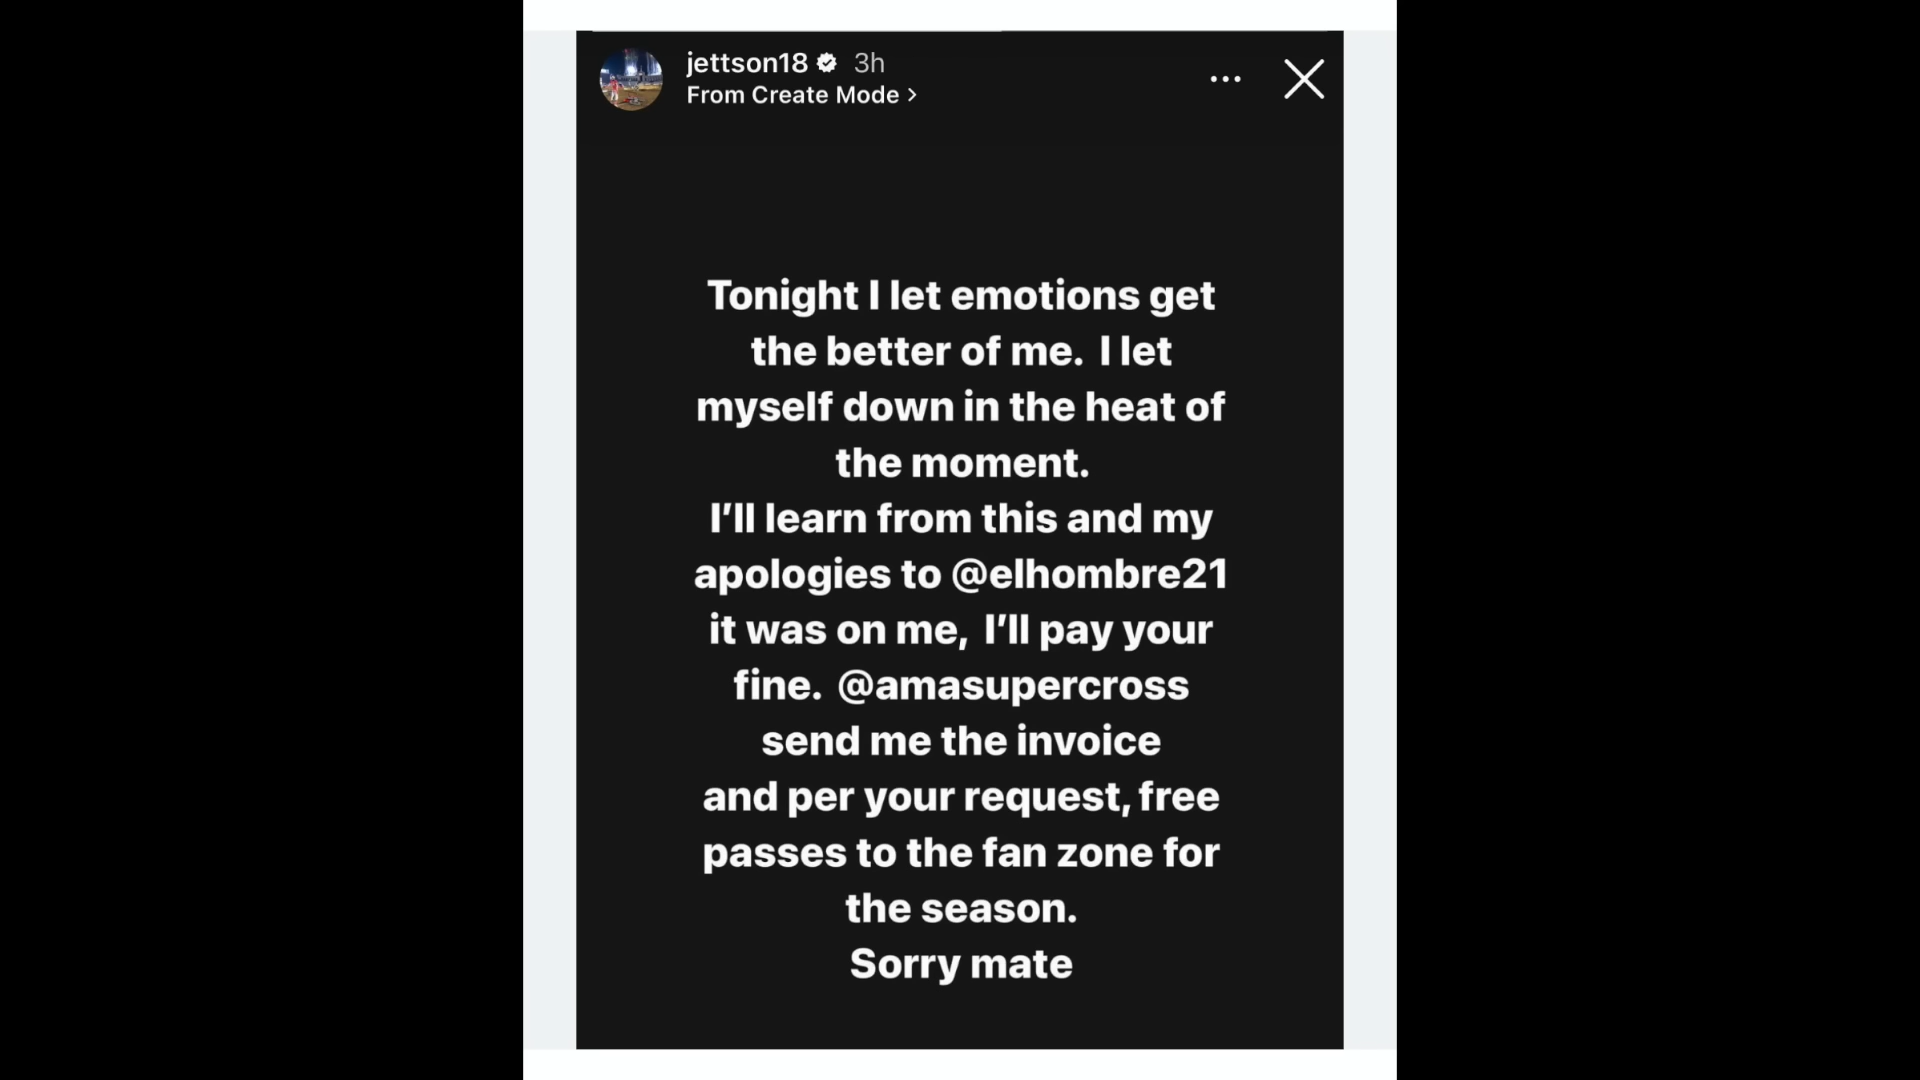 jettson18 3h
From Create Mode >
Tonight I let emotions get
the better of me. I let
myself down in the heat of
the moment.
I’ll learn from this and my
apologies to @elhombre21
it was on me, I’ll pay your
fine. @amasupercross
send me the invoice
and per your request, free
passes to the fan zone for
the season.
Sorry mate